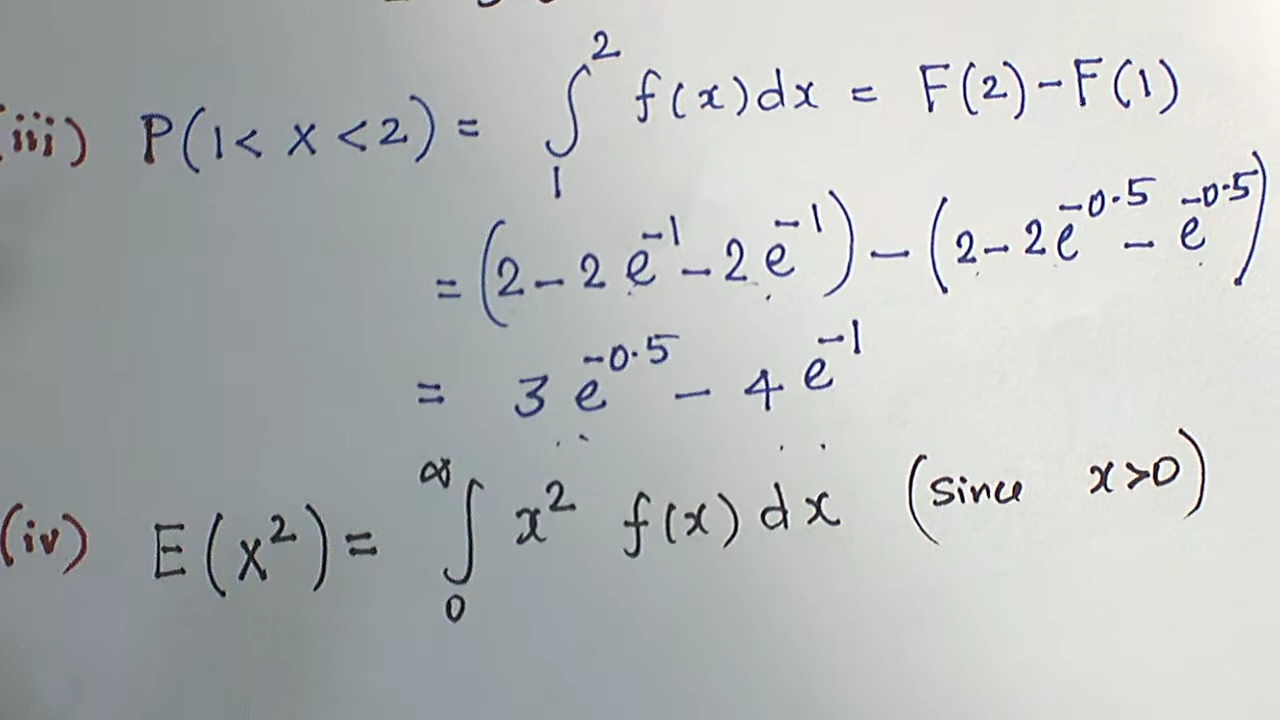 (iii) P(1 < x < 2) = ∫₁² f(x) dx = F(2) - F(1)
= (2 - 2e⁻¹ - 2e⁻¹) - (2 - 2e^-0.5 - e^-0.5)
= 3e^-0.5 - 4e⁻¹
(iv) E(x²) = ∫₀^∞ x² f(x) dx (since x>0)